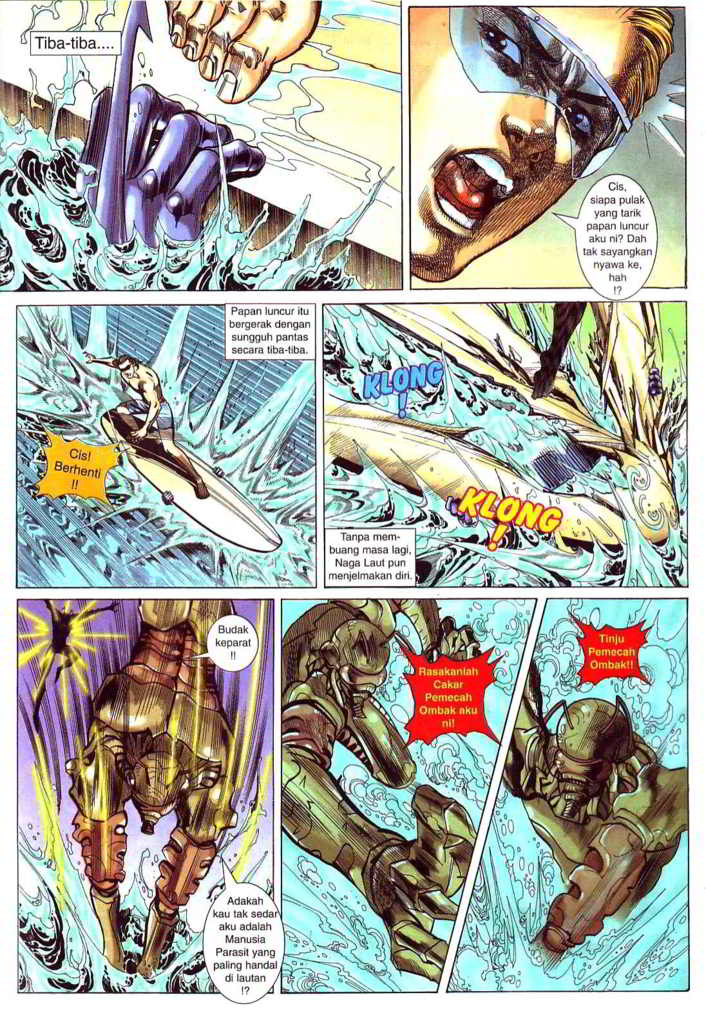 Tiba-tiba....
Cis,
siapa pulak
yang tarik
papan luncur
aku ni? Dah
tak sayangkan
nyawa ke,
hah
!?
Papan luncur itu
bergerak dengan
sungguh pantas
secara tiba-tiba.
Cis!
Berhenti
!!
KLONG
!
KLONG
!
Tanpa mem-
buang masa lagi,
Naga Laut pun
menjelmakan diri.
Budak
keparat
!!
Adakah
kau tak sedar
aku adalah
Manusia
Parasit yang
paling handal
di lautan
!?
Rasakanlah
Cakar
Pemecah
Ombak aku
ni!
Tinju
Pemecah
Ombak!!